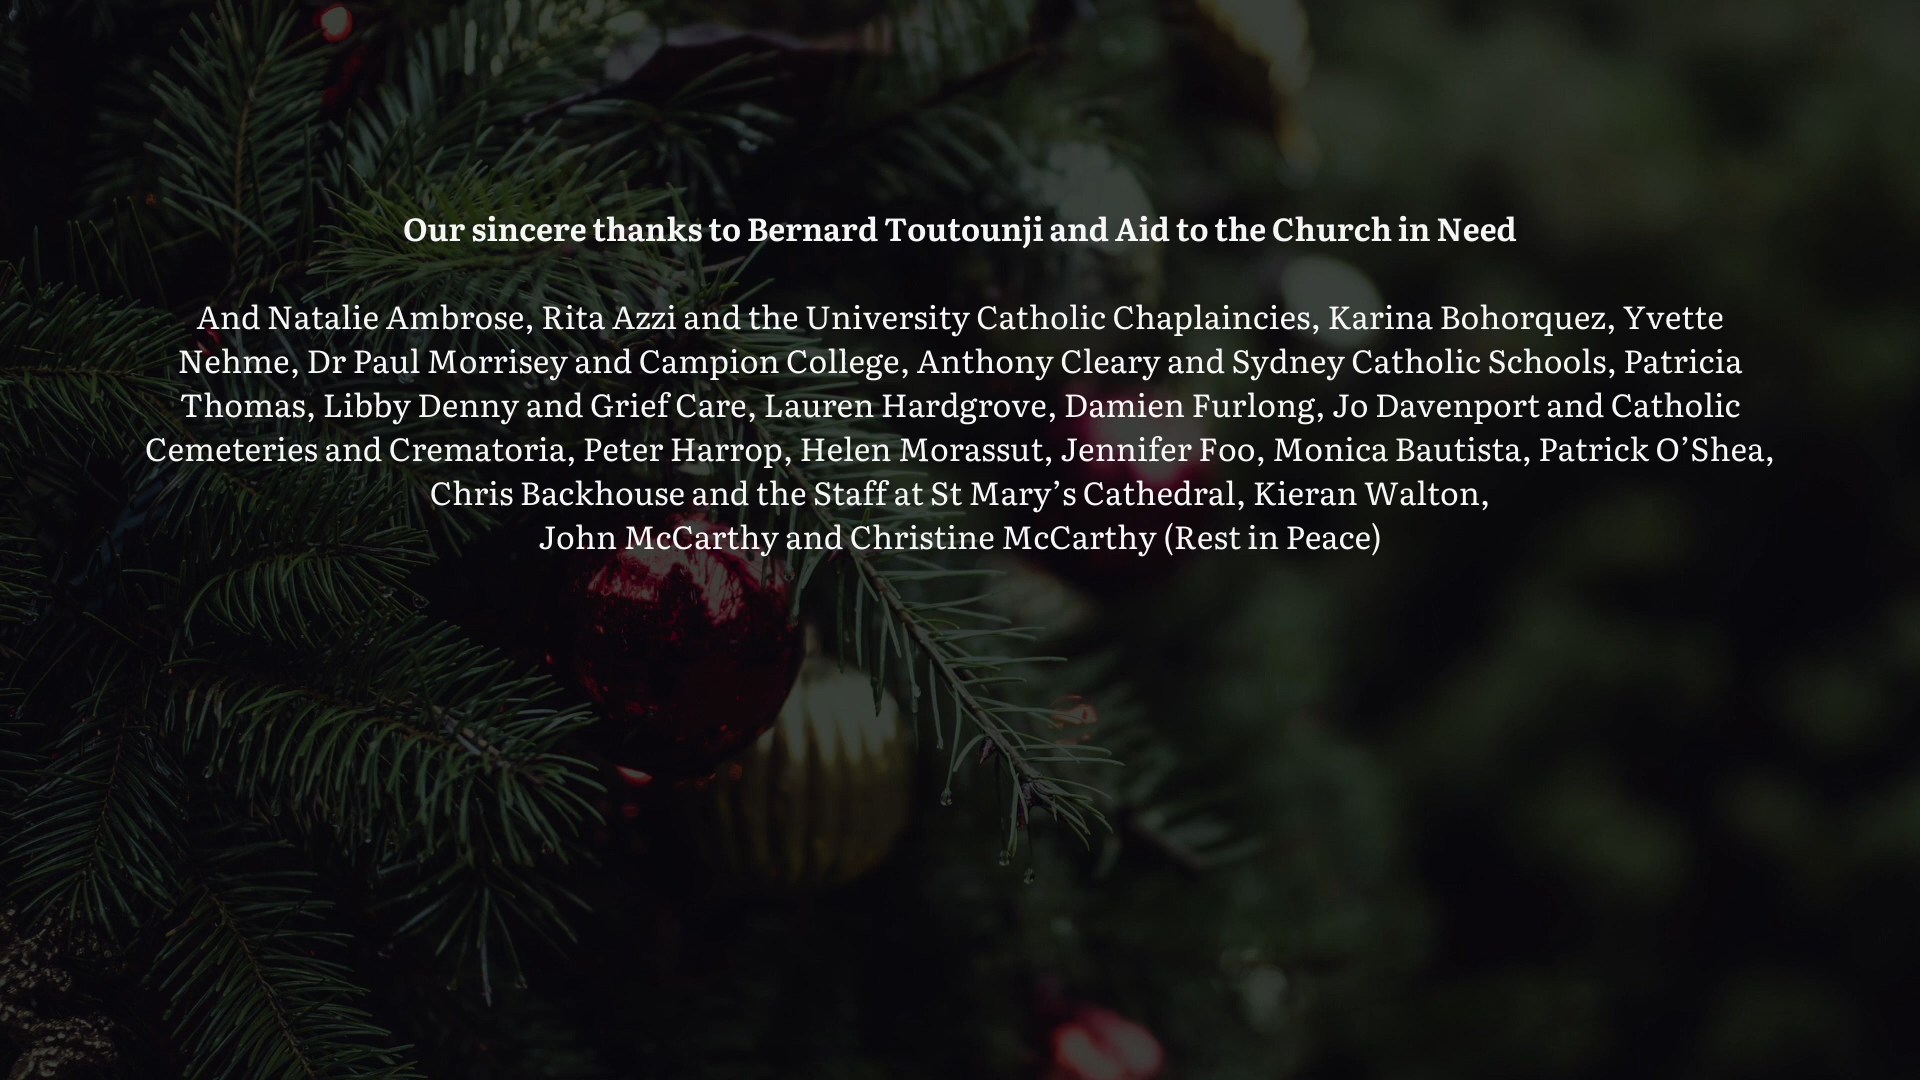 Our sincere thanks to Bernard Toutounji and Aid to the Church in Need
And Natalie Ambrose, Rita Azzi and the University Catholic Chaplaincies, Karina Bohorquez, Yvette
Nehme, Dr Paul Morrisey and Campion College, Anthony Cleary and Sydney Catholic Schools, Patricia
Thomas, Libby Denny and Grief Care, Lauren Hardgrove, Damien Furlong, Jo Davenport and Catholic
Cemeteries and Crematoria, Peter Harrop, Helen Morassut, Jennifer Foo, Monica Bautista, Patrick O’Shea,
Chris Backhouse and the Staff at St Mary’s Cathedral, Kieran Walton,
John McCarthy and Christine McCarthy (Rest in Peace)